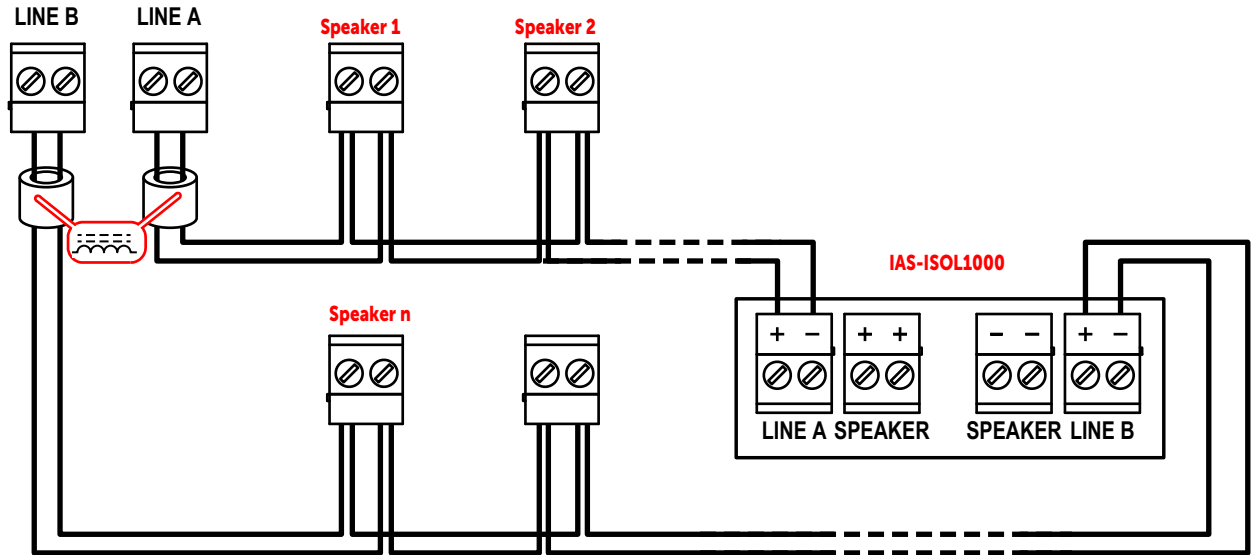 LINE B LINE A
Speaker 1 Speaker 2
IAS-ISOL1000
Speaker n
+ − + + − − + −
LINE A SPEAKER SPEAKER LINE B